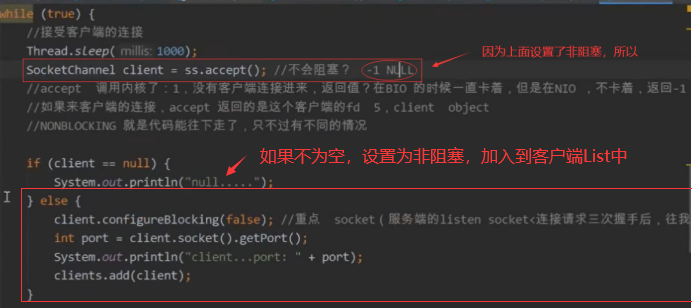 while (true) {
//接受客户端的连接
Thread.sleep( millis: 1000);
因为上面设置了非阻塞，所以
SocketChannel client = ss.accept(); //不会阻塞？ -1 NULL
//accept 调用内核了：1，没有客户端连接进来，返回值？在BIO 的时候一直卡着，但是在NIO ，不卡着，返回-1
//如果来客户端的连接，accept 返回的是这个客户端的fd 5，client object
//NONBLOCKING 就是代码能往下走了，只不过有不同的情况
如果不为空，设置为非阻塞，加入到客户端List中
if (client == null) {
System.out.println("null.....");
} else {
client.configureBlocking(false); //重点 socket（服务端的listen socket<连接请求三次握手后，往我
int port = client.socket().getPort();
System.out.println("client...port: " + port);
clients.add(client);
}